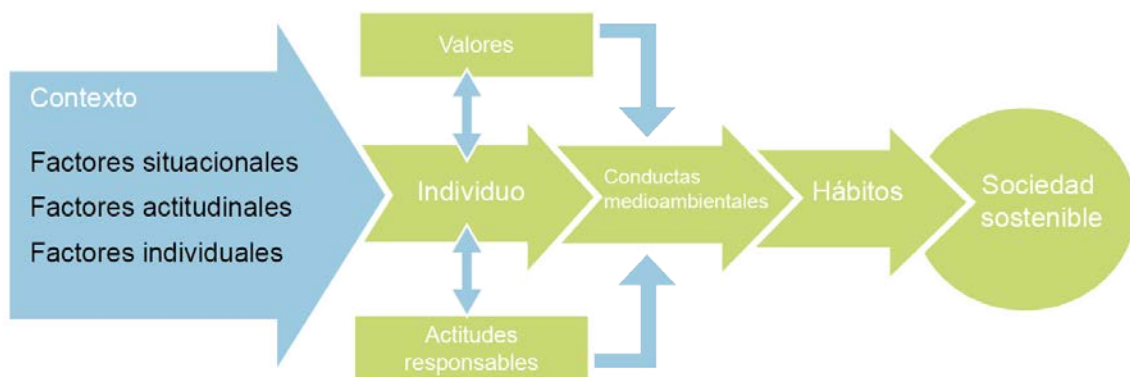 Contexto
Factores situacionales
Factores actitudinales
Factores individuales
Valores
Individuo
Actitudes
responsables
Conductas
medioambientales
Hábitos
Sociedad
sostenible